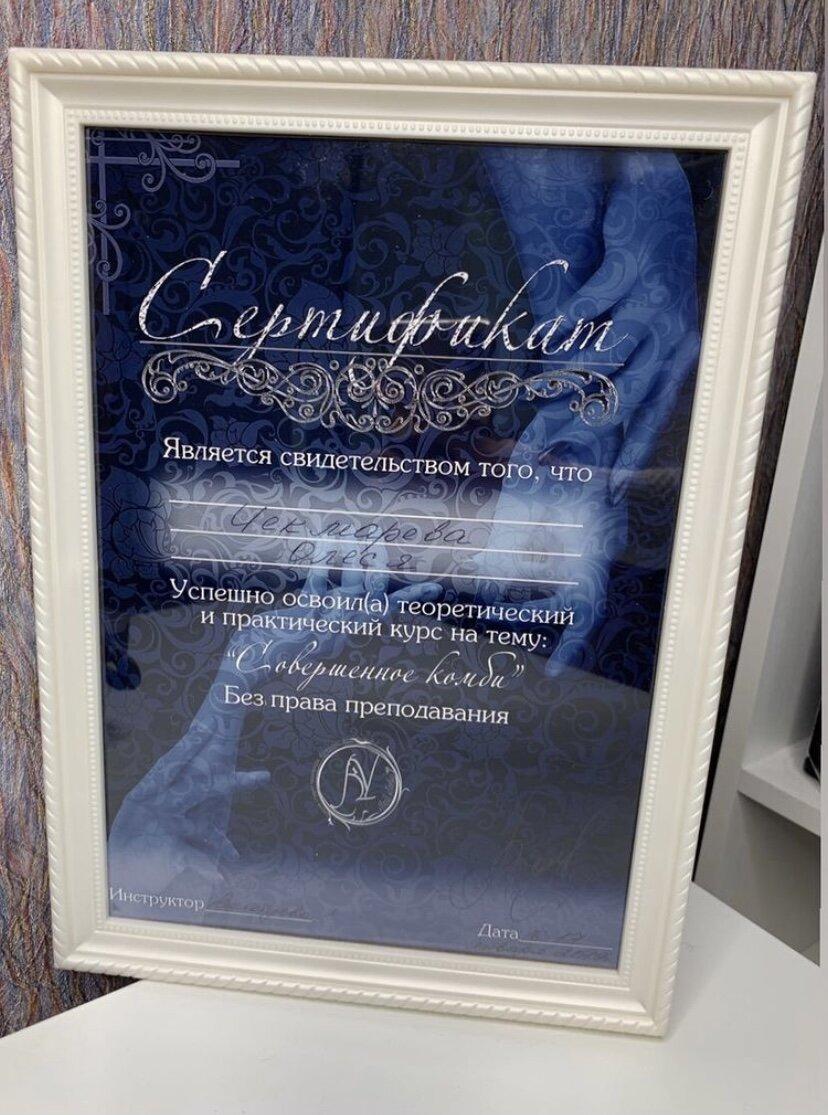 Сертификат
Является свидетельством того, что
Чекмарева
Олеся
Успешно освоил(а) теоретический
и практический курс на тему:
“Совершенное комби”
Без права преподавания
Инструктор
Дата